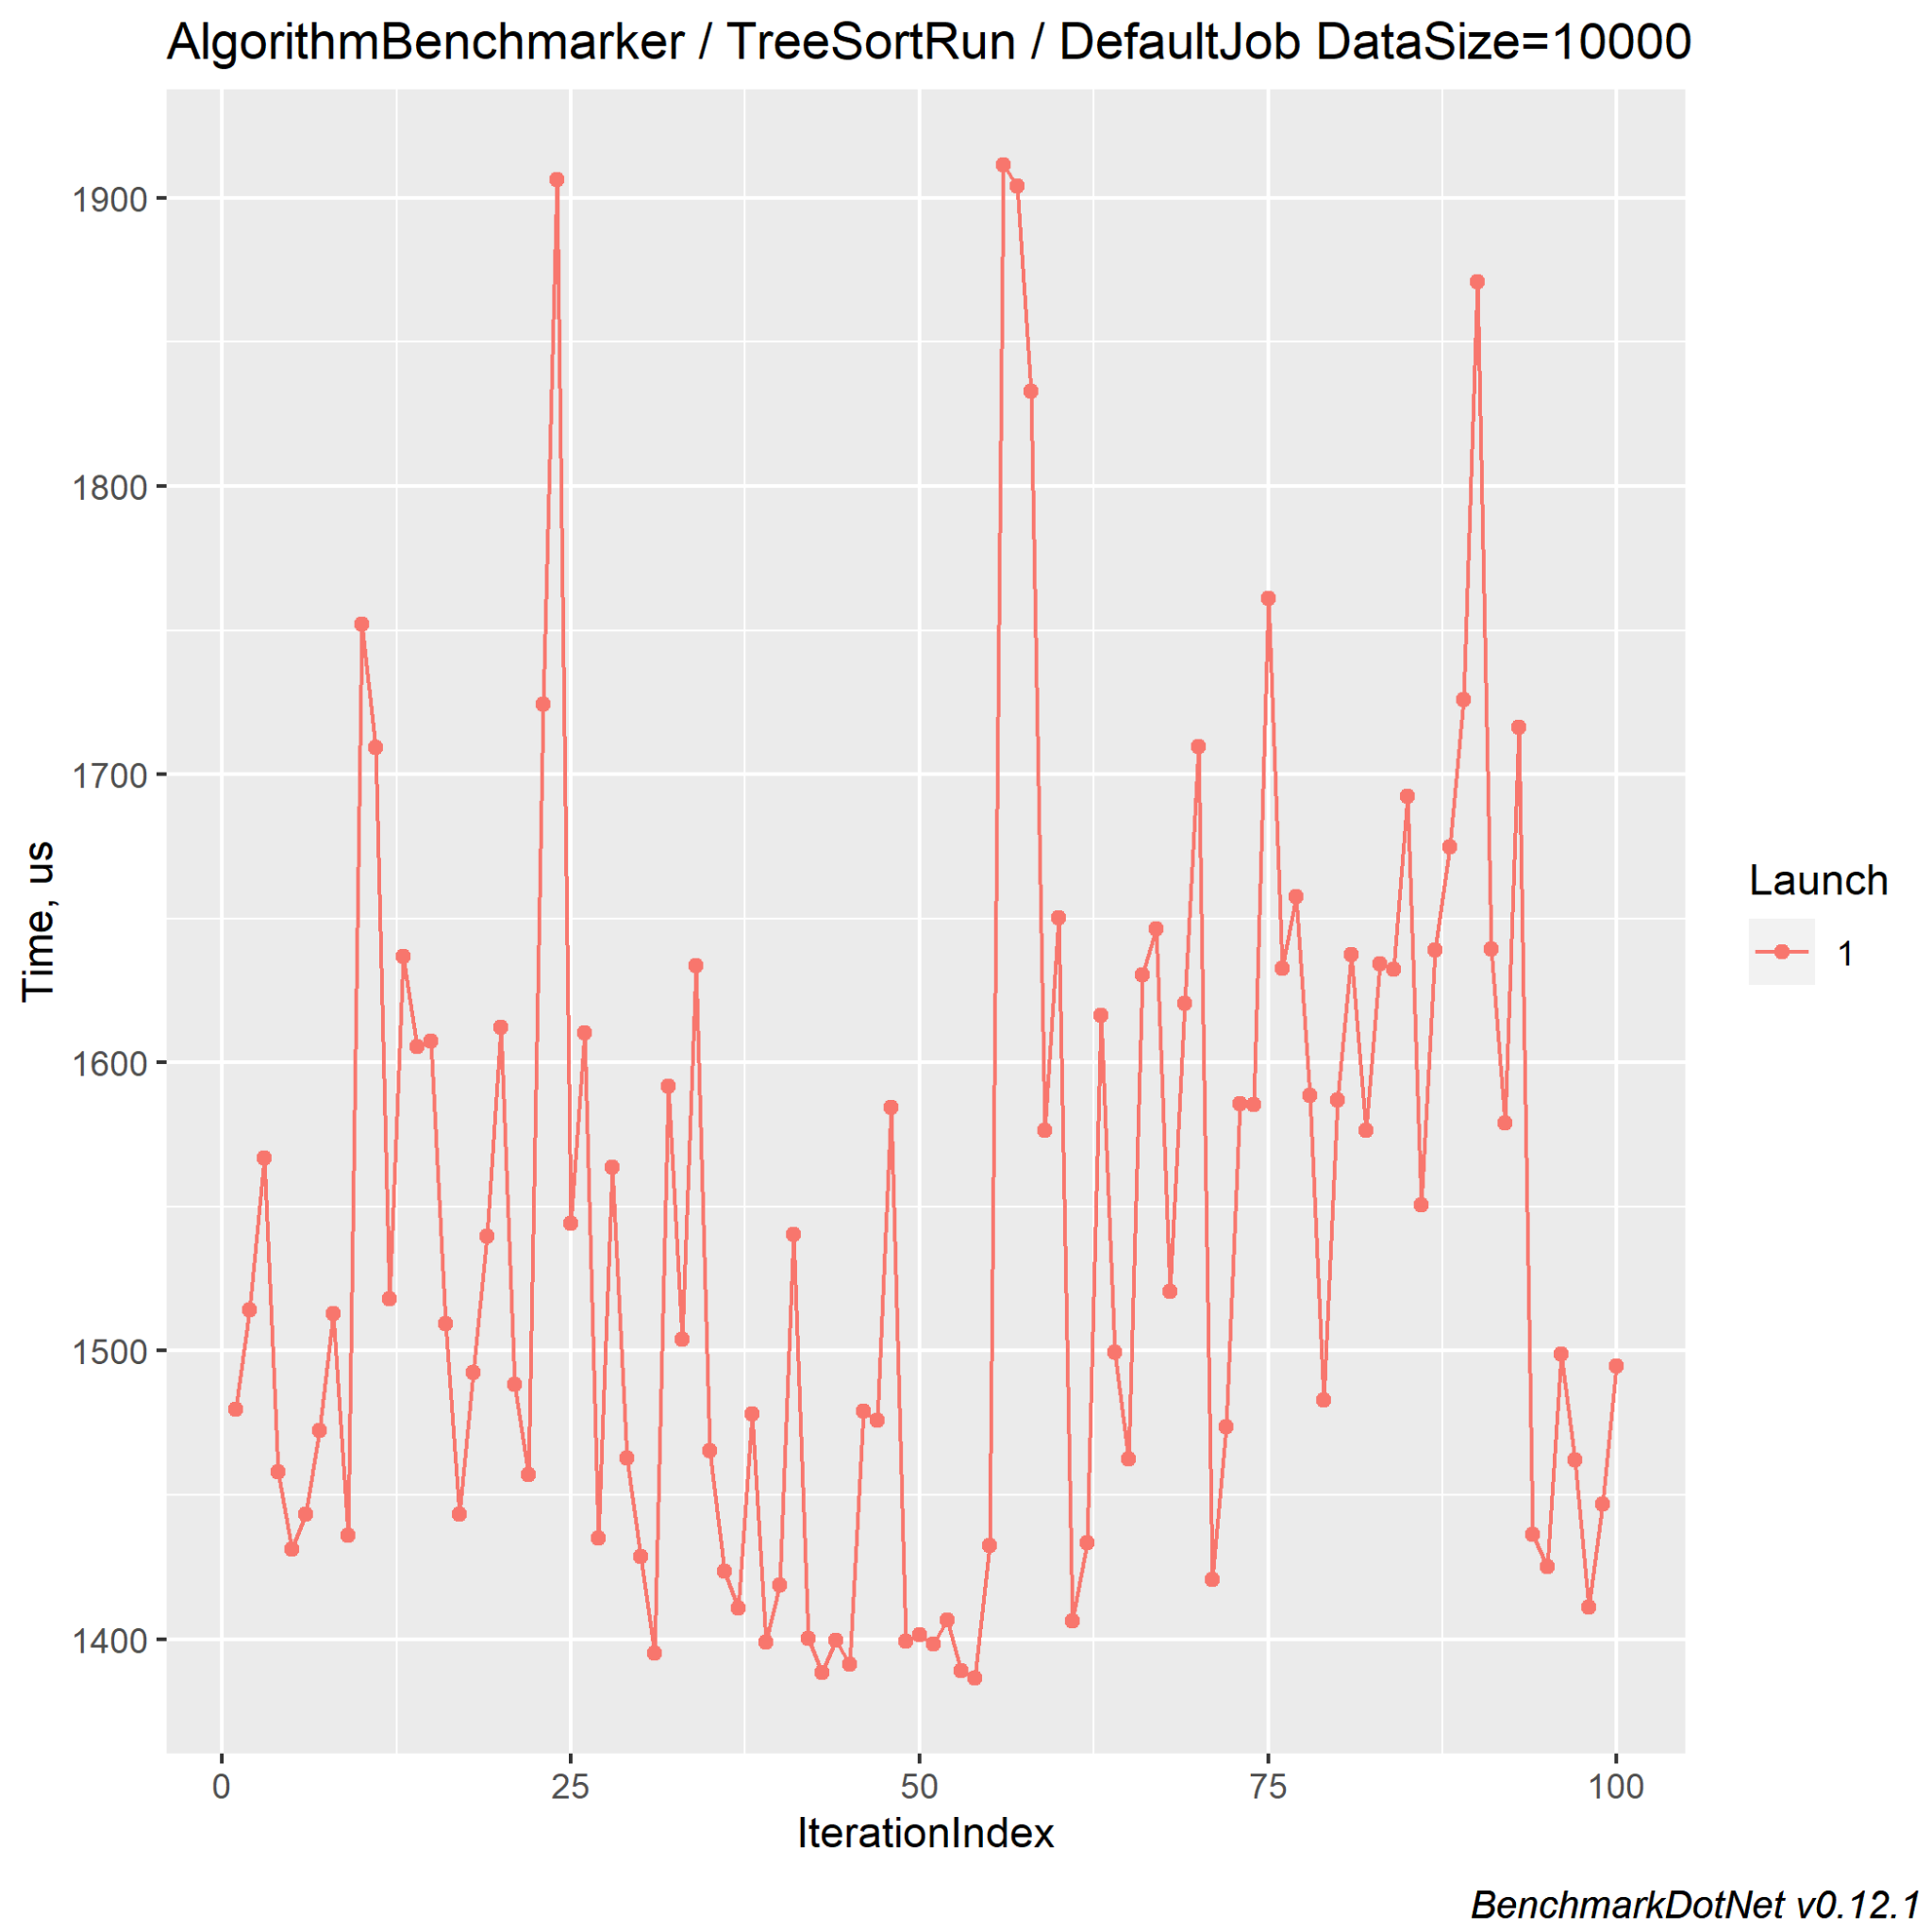 AlgorithmBenchmarker / TreeSortRun / DefaultJob DataSize=10000
Time, us
1900
1800
1700
1600
1500
1400
0 25 50 75 100
IterationIndex
Launch
1
BenchmarkDotNet v0.12.1